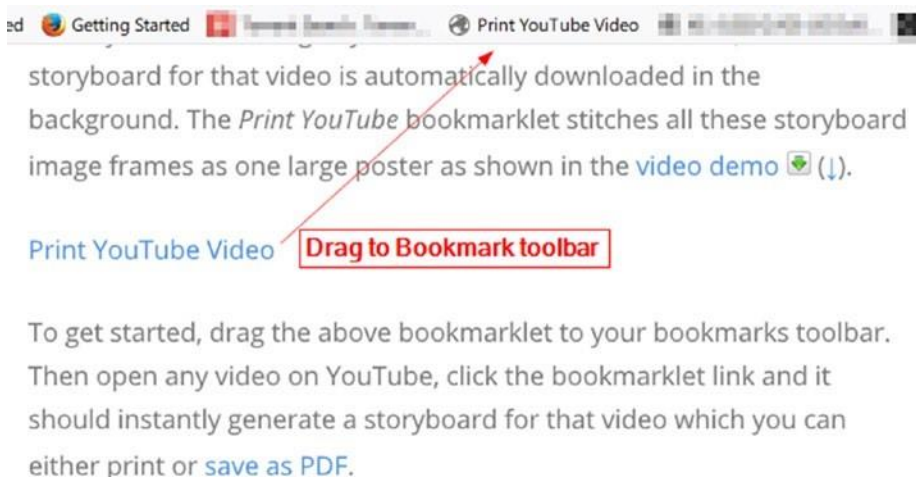 ed Getting Started Print YouTube Video
storyboard for that video is automatically downloaded in the
background. The Print YouTube bookmarklet stitches all these storyboard
image frames as one large poster as shown in the video demo (↓).
Print YouTube Video Drag to Bookmark toolbar
To get started, drag the above bookmarklet to your bookmarks toolbar.
Then open any video on YouTube, click the bookmarklet link and it
should instantly generate a storyboard for that video which you can
either print or save as PDF.